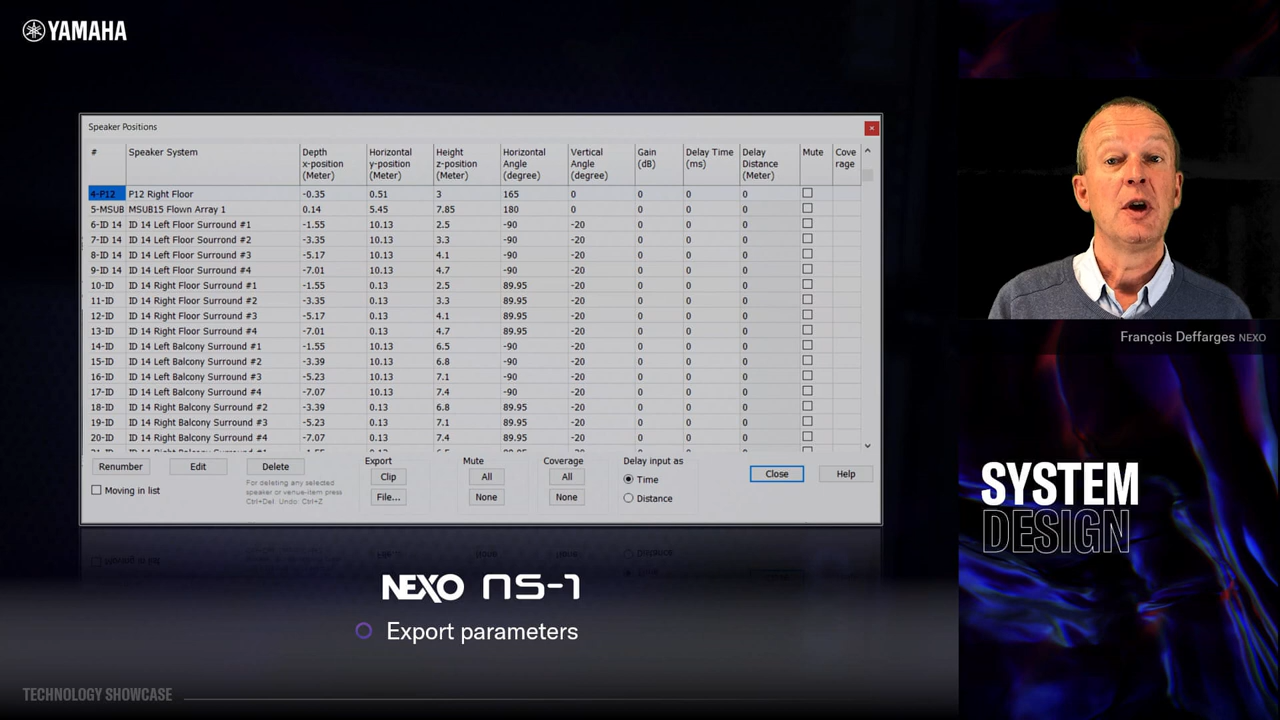 YAMAHA
Speaker Positions
# Speaker System Depth x-position (Meter) Horizontal y-position (Meter) Height z-position (Meter) Horizontal Angle (degree) Vertical Angle (degree) Gain (dB) Delay Time (ms) Delay Distance (Meter) Mute Cove rage
4-P12 P12 Right Floor -0.35 0.51 3 165 0 0 0 0
5-MSUB MSUB15 Flown Array 1 0.14 5.45 7.85 180 0 0 0 0
6-ID 14 ID 14 Left Floor Surround #1 -1.55 10.13 2.5 -90 -20 0 0 0
7-ID 14 ID 14 Left Floor Sourround #2 -3.35 10.13 3.3 -90 -20 0 0 0
8-ID 14 ID 14 Left Floor Surround #3 -5.17 10.13 4.1 -90 -20 0 0 0
9-ID 14 ID 14 Left Floor Surround #4 -7.01 10.13 4.7 -90 -20 0 0 0
10-ID ID 14 Right Floor Surround #1 -1.55 0.13 2.5 89.95 -20 0 0 0
11-ID ID 14 Right Floor Surround #2 -3.35 0.13 3.3 89.95 -20 0 0 0
12-ID ID 14 Right Floor Surround #3 -5.17 0.13 4.1 89.95 -20 0 0 0
13-ID ID 14 Right Floor Surround #4 -7.01 0.13 4.7 89.95 -20 0 0 0
14-ID ID 14 Left Balcony Surround #1 -1.55 10.13 6.5 -90 -20 0 0 0
15-ID ID 14 Left Balcony Surround #2 -3.39 10.13 6.8 -90 -20 0 0 0
16-ID ID 14 Left Balcony Surround #3 -5.23 10.13 7.1 -90 -20 0 0 0
17-ID ID 14 Left Balcony Surround #4 -7.07 10.13 7.4 -90 -20 0 0 0
18-ID ID 14 Right Balcony Surround #2 -3.39 0.13 6.8 89.95 -20 0 0 0
19-ID ID 14 Right Balcony Surround #3 -5.23 0.13 7.1 89.95 -20 0 0 0
20-ID ID 14 Right Balcony Surround #4 -7.07 0.13 7.4 89.95 -20 0 0 0
Renumber Edit Delete
Moving in list
For deleting any selected
speaker or venue-item press
Ctrl+Del Undo: Ctrl+Z
Export
Clip
File...
Mute
All
None
Coverage
All
None
Delay input as
Time
Distance
Close Help
NEXO NS-1
Export parameters
TECHNOLOGY SHOWCASE
François Deffarges NEXO
SYSTEM
DESIGN